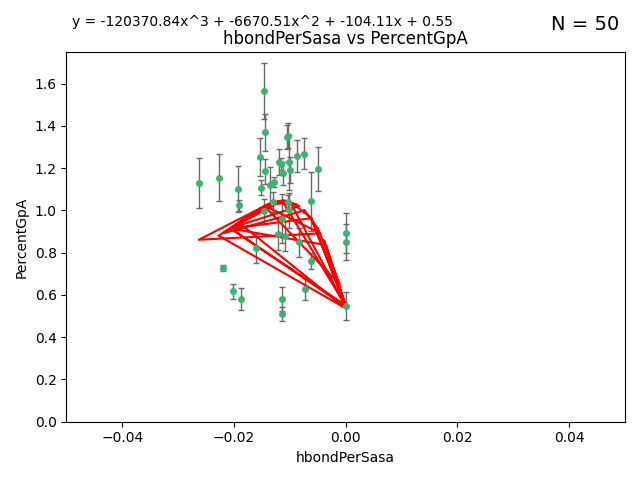 y = -120370.84x^3 + -6670.51x^2 + -104.11x + 0.55
N = 50
hbondPerSasa vs PercentGpA
1.6
1.4
1.2
1.0
0.8
0.6
0.4
0.2
0.0
PercentGpA
−0.04 −0.02 0.00 0.02 0.04
hbondPerSasa